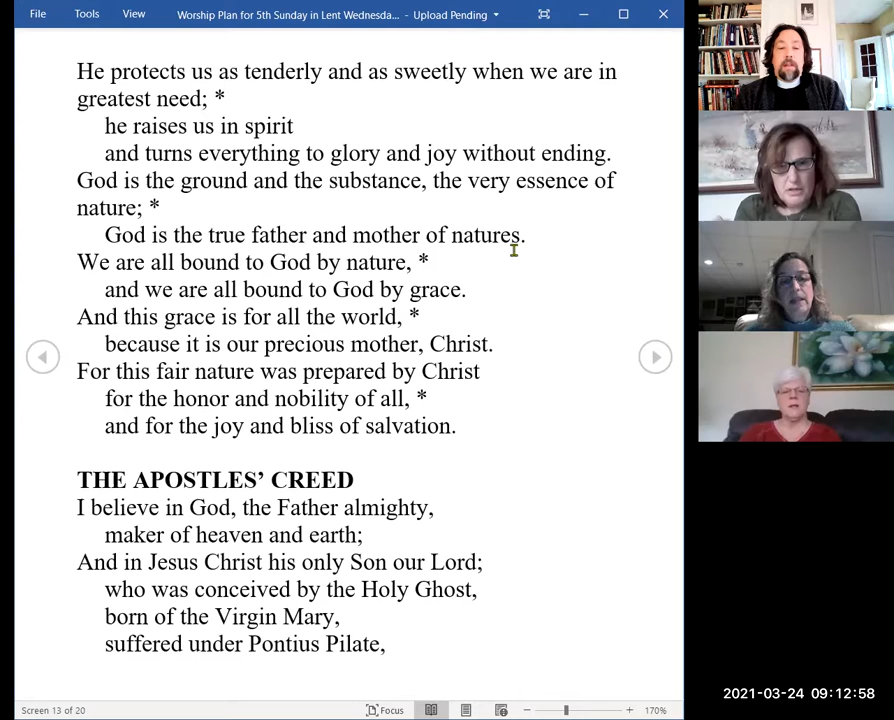 File Tools View Worship Plan for 5th Sunday in Lent Wednesda... - Upload Pending
He protects us as tenderly and as sweetly when we are in
greatest need; *
he raises us in spirit
and turns everything to glory and joy without ending.
God is the ground and the substance, the very essence of
nature; *
God is the true father and mother of natures.
We are all bound to God by nature, *
and we are all bound to God by grace.
And this grace is for all the world, *
because it is our precious mother, Christ.
For this fair nature was prepared by Christ
for the honor and nobility of all, *
and for the joy and bliss of salvation.
THE APOSTLES’ CREED
I believe in God, the Father almighty,
maker of heaven and earth;
And in Jesus Christ his only Son our Lord;
who was conceived by the Holy Ghost,
born of the Virgin Mary,
suffered under Pontius Pilate,
Screen 13 of 20 Focus 170%
2021-03-24 09:12:58